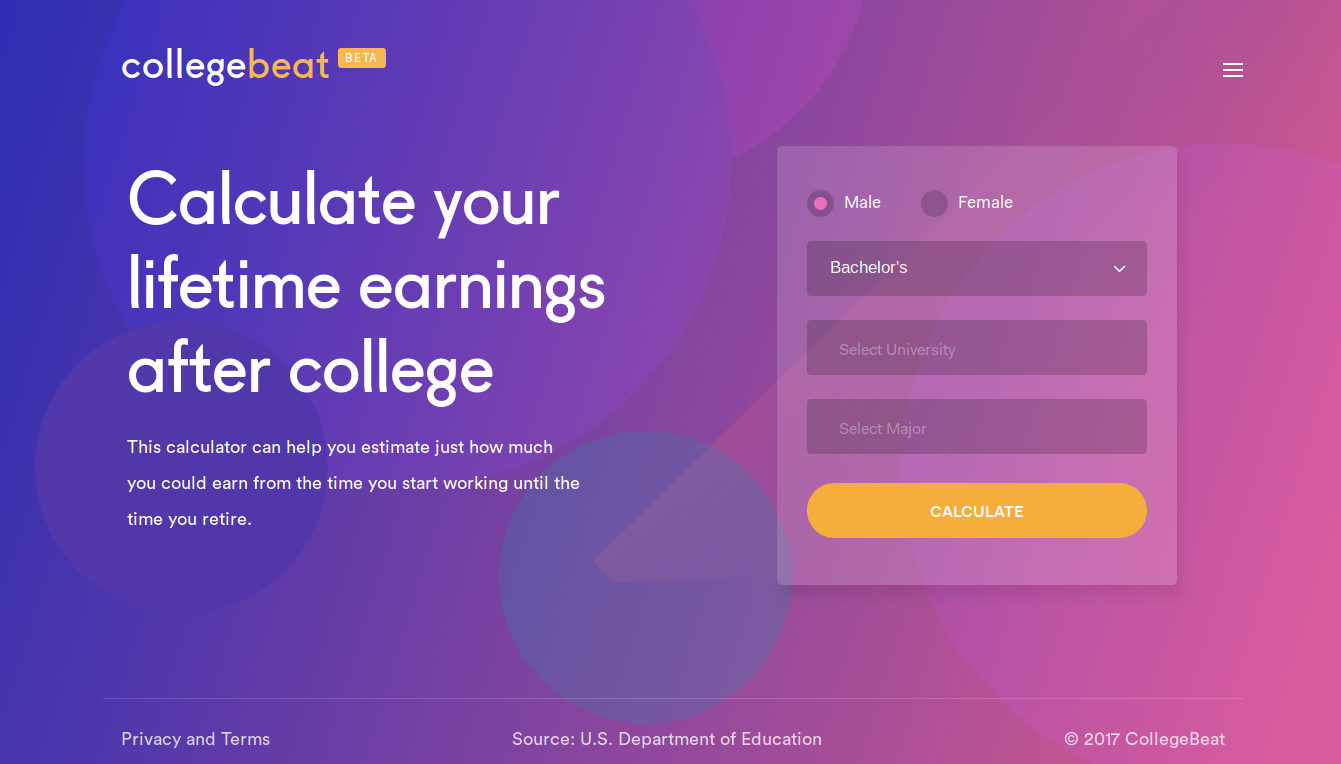 collegebeat BETA
Calculate your
lifetime earnings
after college
This calculator can help you estimate just how much
you could earn from the time you start working until the
time you retire.
Male Female
Bachelor's
Select University
Select Major
CALCULATE
Privacy and Terms Source: U.S. Department of Education © 2017 CollegeBeat